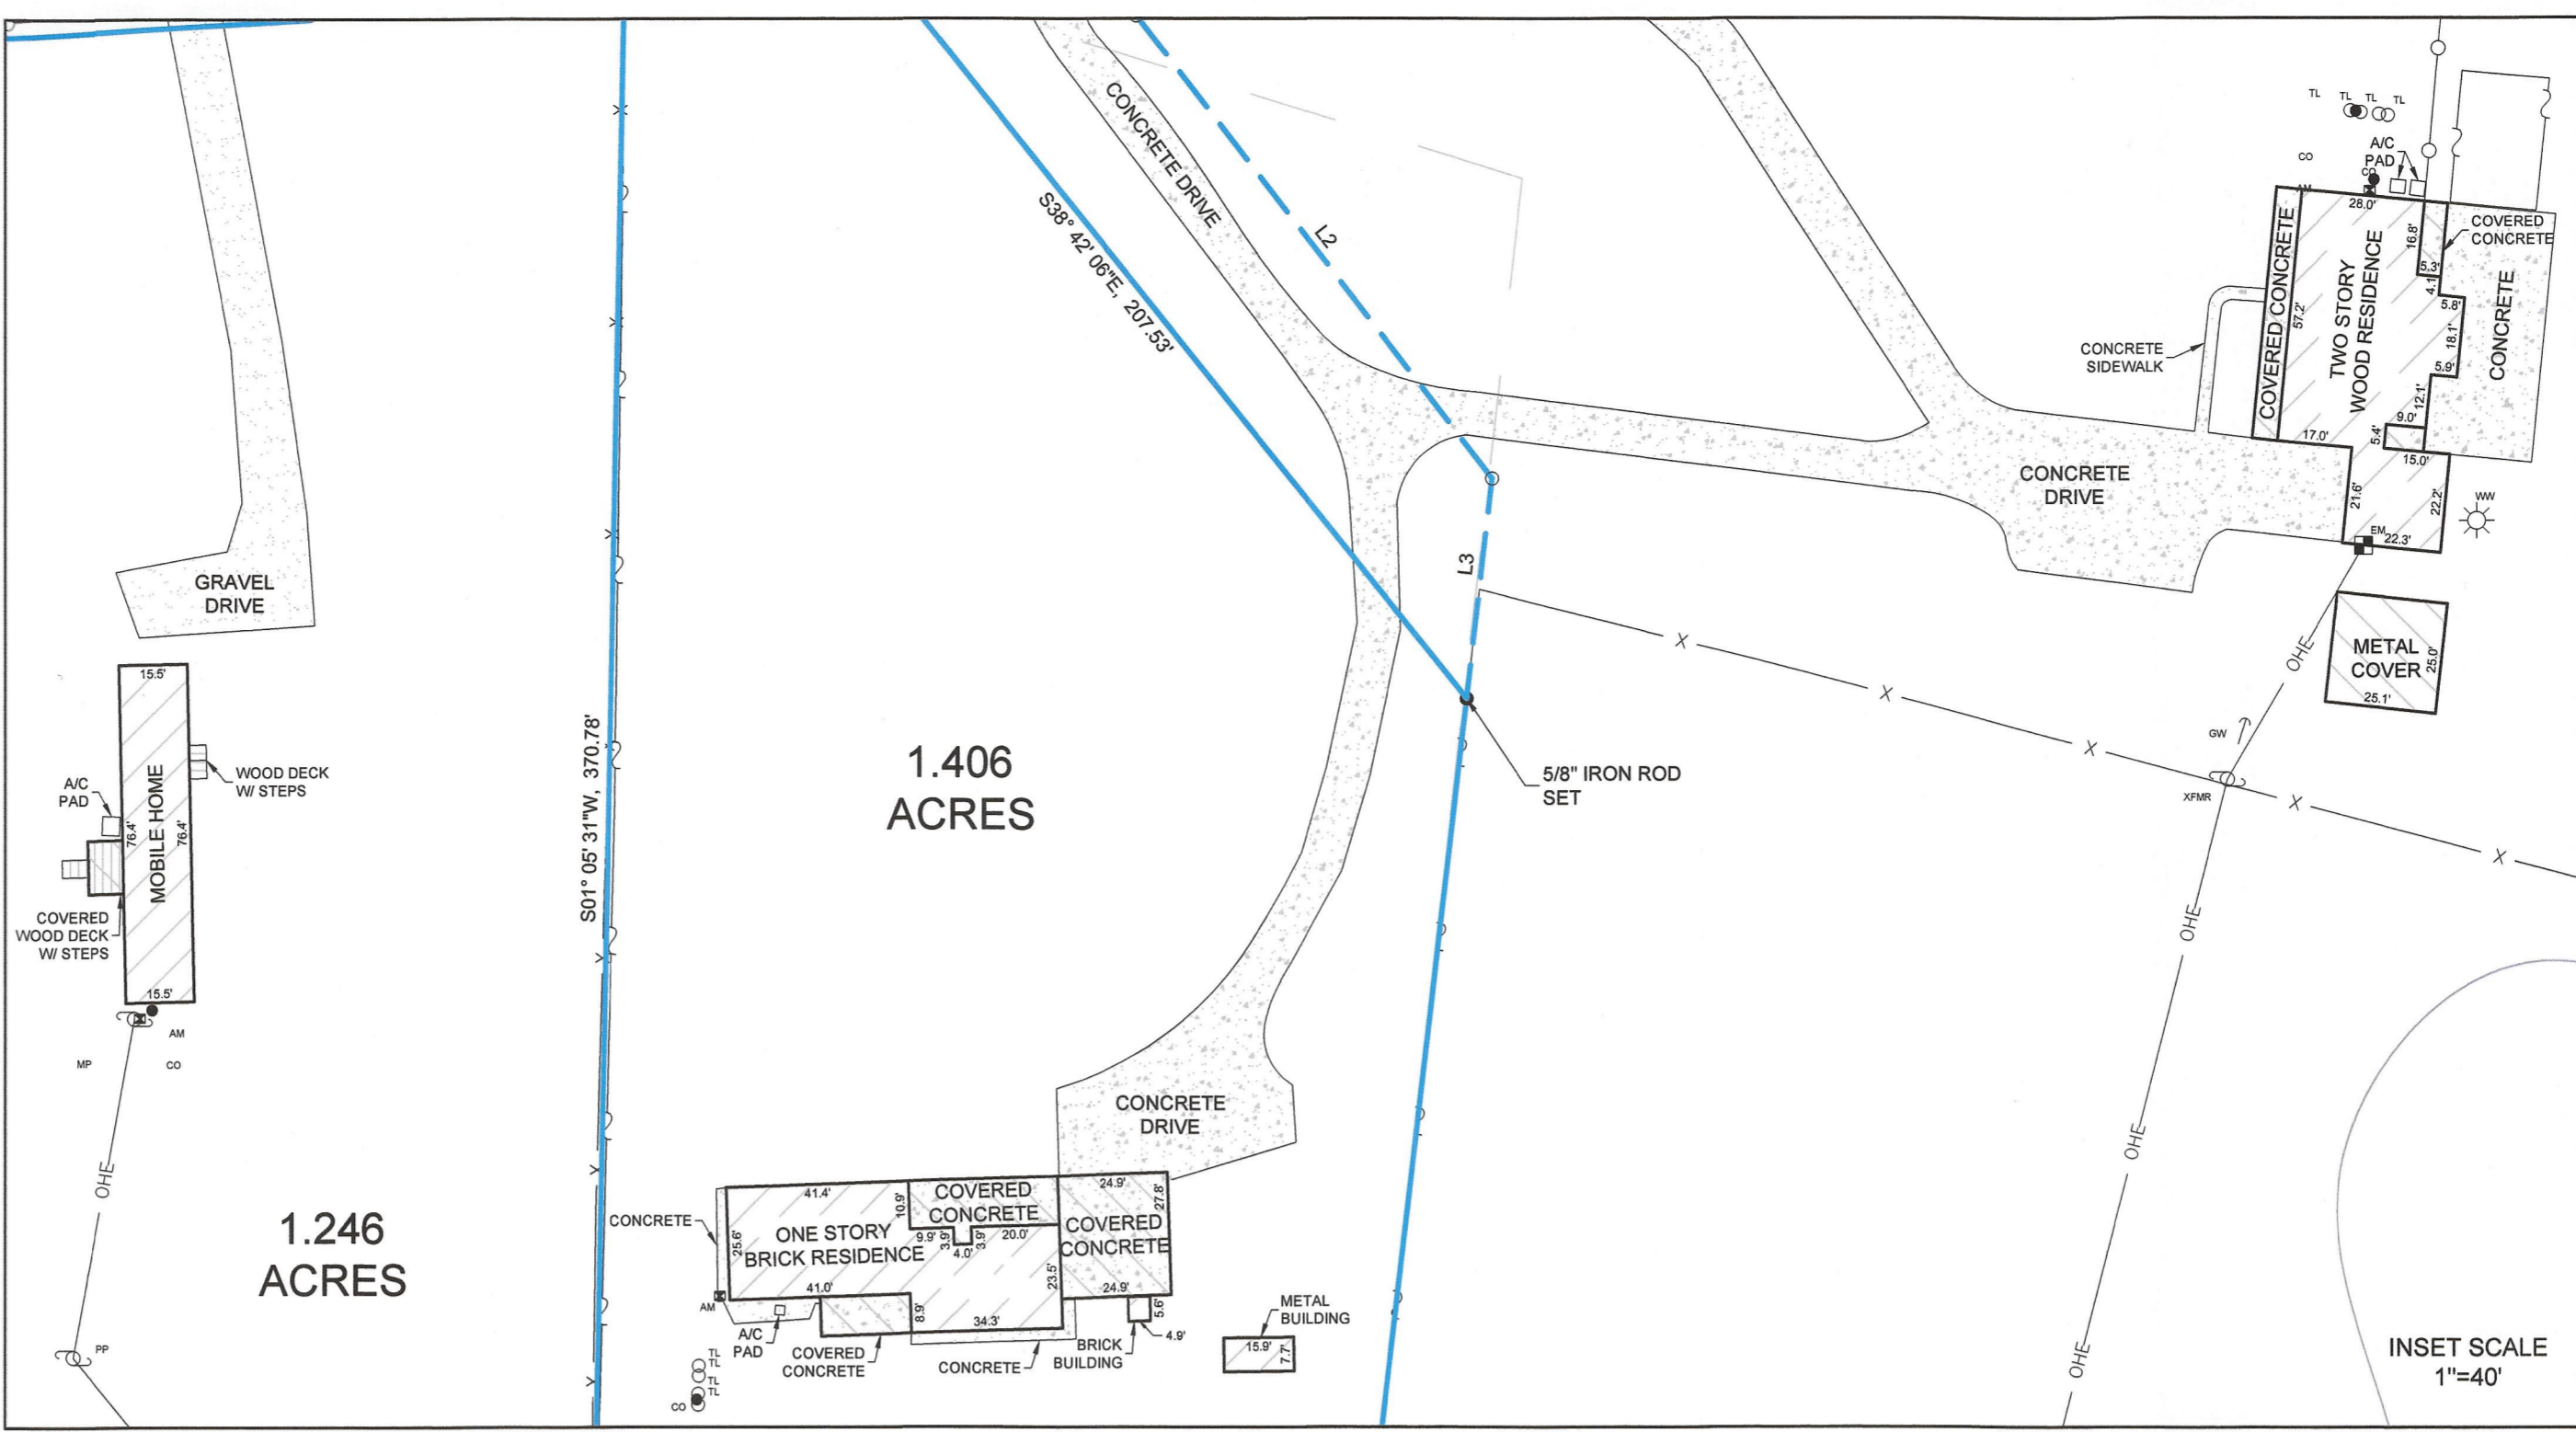 GRAVEL
DRIVE
15.5'
MOBILE HOME
76.4'
76.4'
15.5'
WOOD DECK
W/ STEPS
A/C
PAD
COVERED
WOOD DECK
W/ STEPS
AM
MP
CO
OHE
PP
1.246
ACRES
S01° 05' 31"W, 370.78'
X
X
X
1.406
ACRES
S38° 42' 06"E, 207.53'
CONCRETE DRIVE
L2
L3
5/8" IRON ROD
SET
CONCRETE
DRIVE
41.4'
10.9'
COVERED
CONCRETE
24.9'
27.8'
CONCRETE
25.6'
ONE STORY
BRICK RESIDENCE
9.9'
3.9'
4.0'
3.9'
20.0'
COVERED
CONCRETE
41.0'
23.5'
24.9'
8.9'
34.3'
5.6'
4.9'
AM
A/C
PAD
COVERED
CONCRETE
CONCRETE
BRICK
BUILDING
METAL
BUILDING
15.9'
7.7'
TL
TL
TL
TL
CO
TL
TL
TL
TL
CO
A/C
PAD
CO
AM
28.0'
COVERED
CONCRETE
COVERED CONCRETE
57.2'
TWO STORY
WOOD RESIDENCE
16.8'
5.3'
4.1'
5.8'
18.1'
5.9'
12.1'
9.0'
5.4'
15.0'
17.0'
21.6'
22.2'
22.3'
EM
CONCRETE
CONCRETE
SIDEWALK
CONCRETE
DRIVE
WW
METAL
COVER
25.0'
25.1'
OHE
GW
XFMR
X
X
X
X
X
OHE
OHE
OHE
INSET SCALE
1"=40'